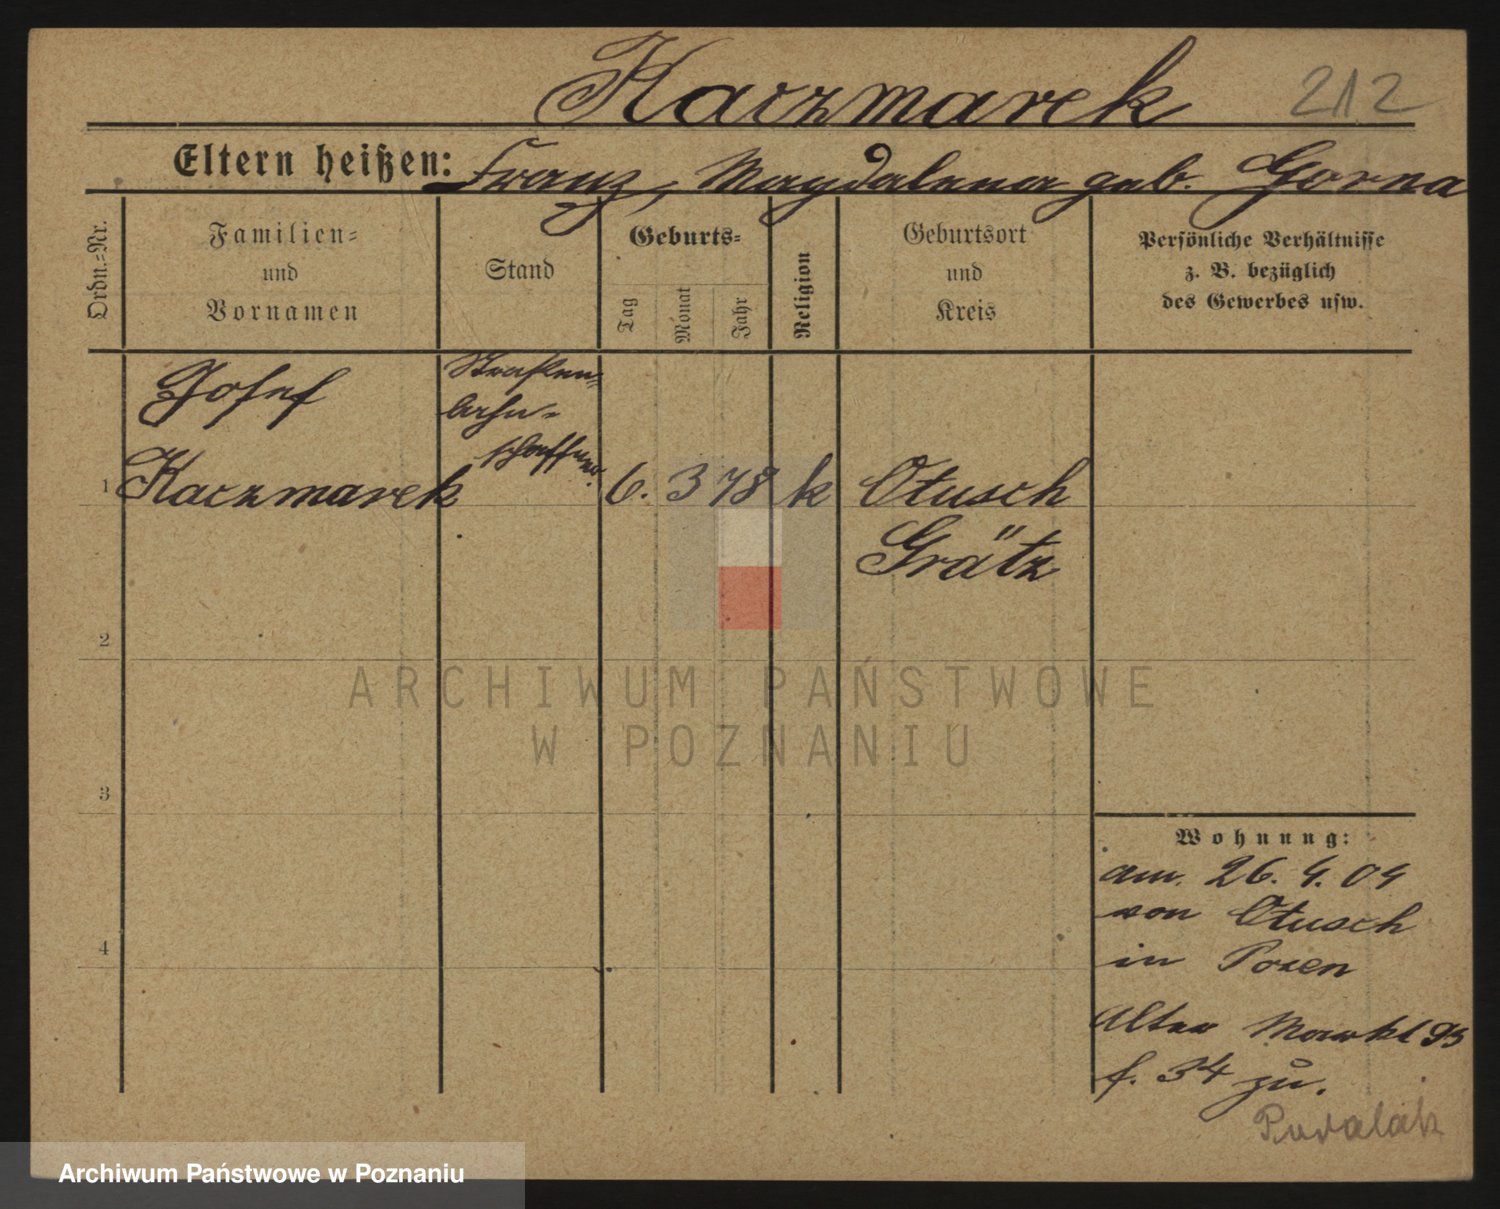 Kaczmarek 212
Eltern heißen: Franz, Magdalena geb. Gorna
Ordn.-Nr.
Familien-
und
Vornamen
Stand
Geburts-
Tag
Monat
Jahr
Religion
Geburtsort
und
Kreis
Persönliche Verhältnisse
z. B. bezüglich
des Gewerbes usw.
Josef
Straßen-
bahn-
schaffner.
1 Kaczmarek 6. 3 78 k Otusch
Grätz
2
3
4
Wohnung:
am. 26. 4. 04
von Otusch
in Posen
Alter Markt 93
f. 34 zu.
ARCHIWUM PAŃSTWOWE
W POZNANIU
Archiwum Państwowe w Poznaniu